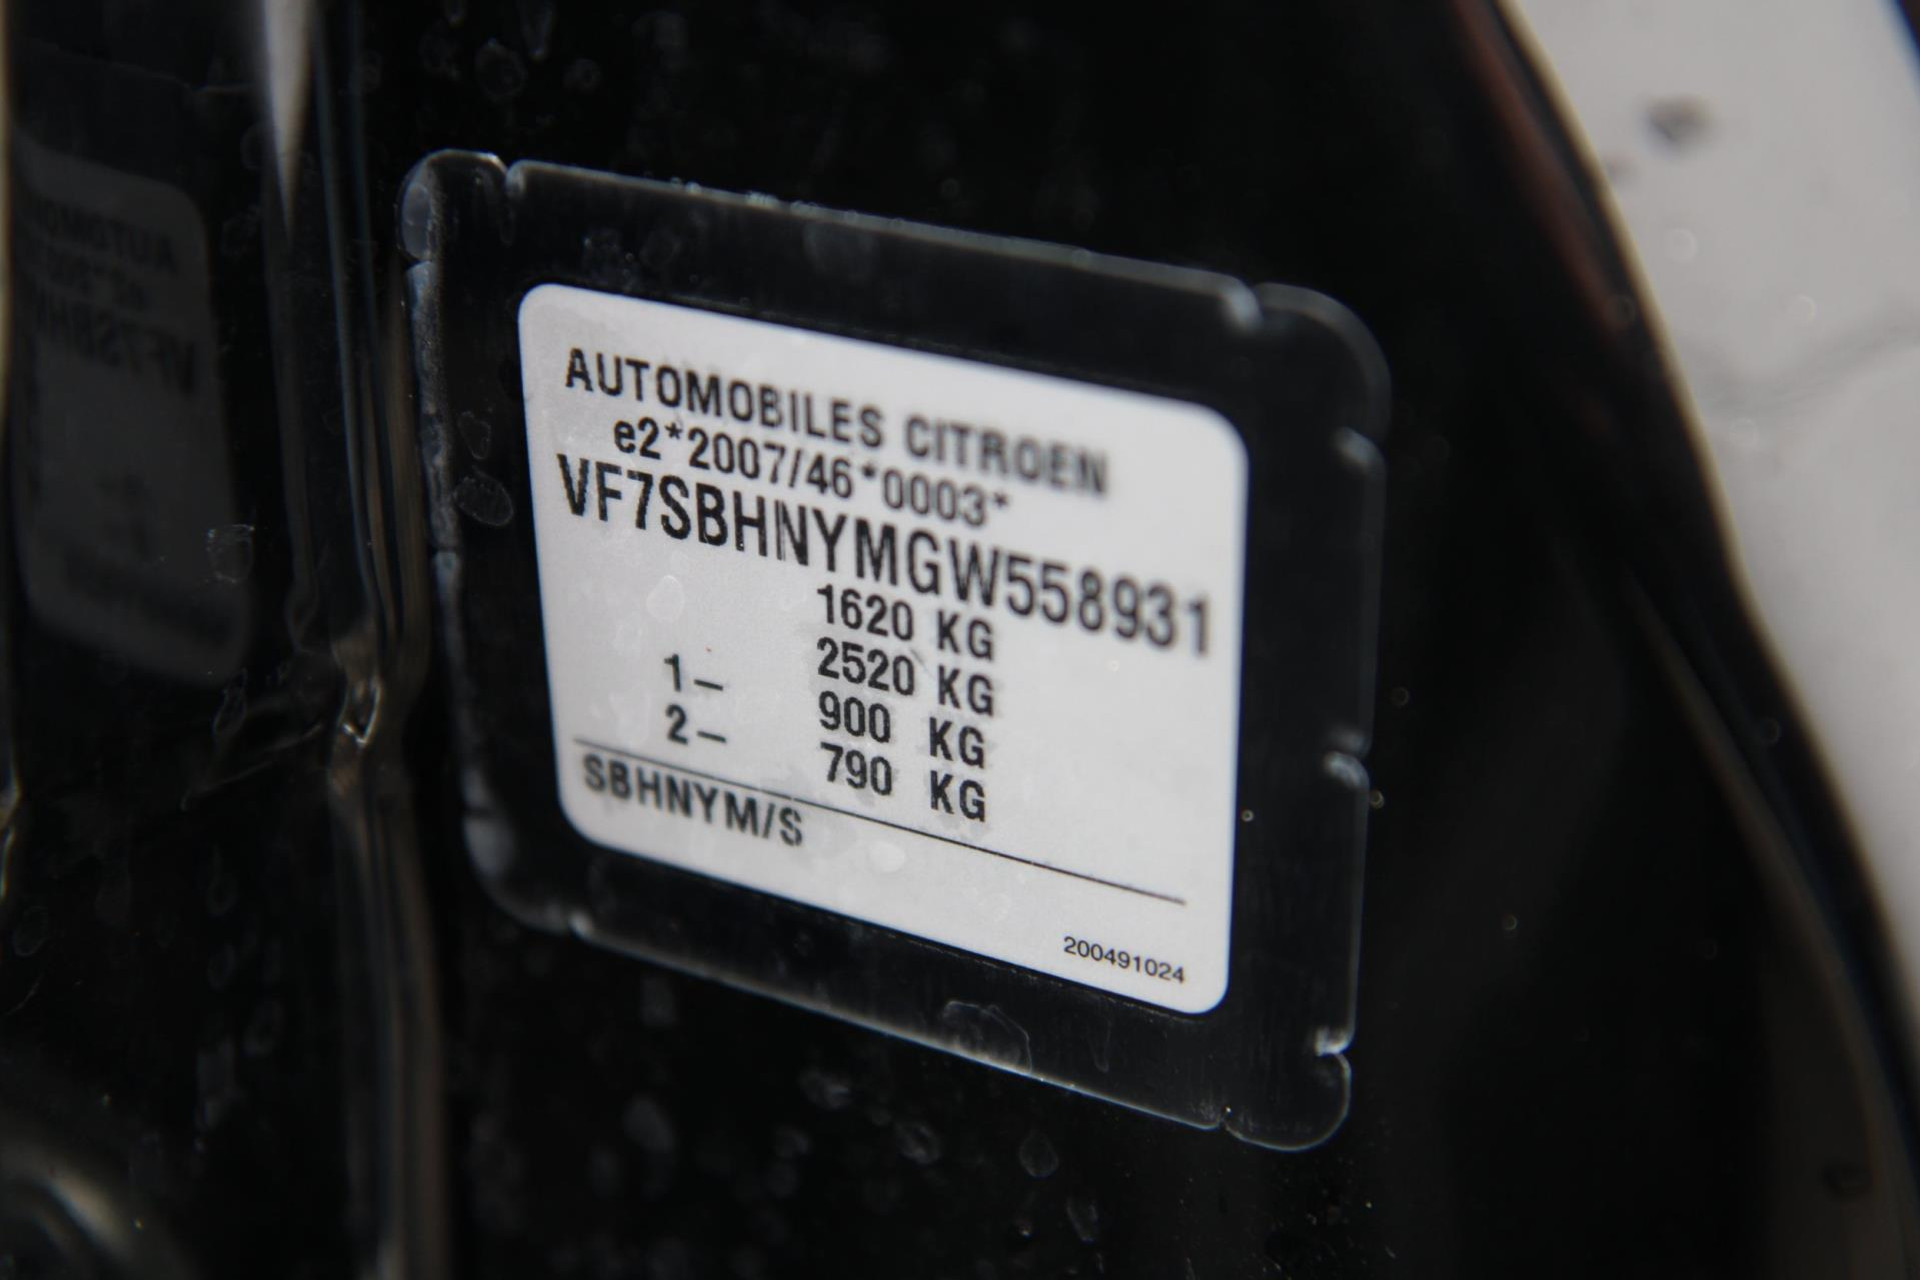 AUTOMOBILES CITROEN
e2*2007/46*0003*
VF7SBHNYMGW558931
1620 KG
2520 KG
1– 900 KG
2– 790 KG
SBHNYM/S
200491024